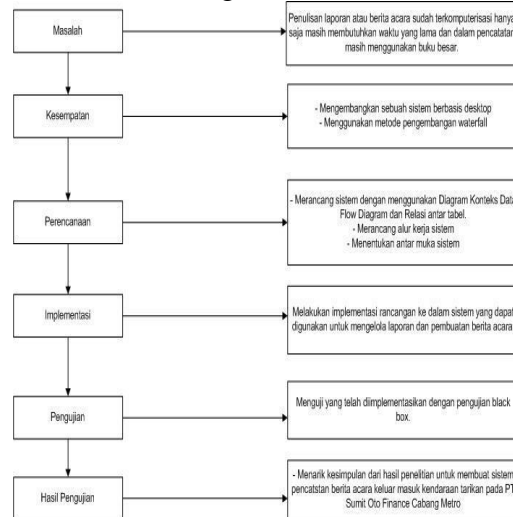 Masalah
Penulisan laporan atau berita acara sudah terkomputerisasi hanya
saja masih membutuhkan waktu yang lama dan dalam pencatatan
masih menggunakan buku besar.
Kesempatan
- Mengembangkan sebuah sistem berbasis desktop
- Menggunakan metode pengembangan waterfall
Perencanaan
- Merancang sistem dengan menggunakan Diagram Konteks Data
Flow Diagram dan Relasi antar tabel.
- Merancang alur kerja sistem
- Menentukan antar muka sistem
Implementasi
Melakukan implementasi rancangan ke dalam sistem yang dapat
digunakan untuk mengelola laporan dan pembuatan berita acara
Pengujian
Menguji yang telah diimplementasikan dengan pengujian black
box.
Hasil Pengujian
- Menarik kesimpulan dari hasil penelitian untuk membuat sistem
pencatstan berita acara keluar masuk kendaraan tarikan pada PT.
Sumit Oto Finance Cabang Metro